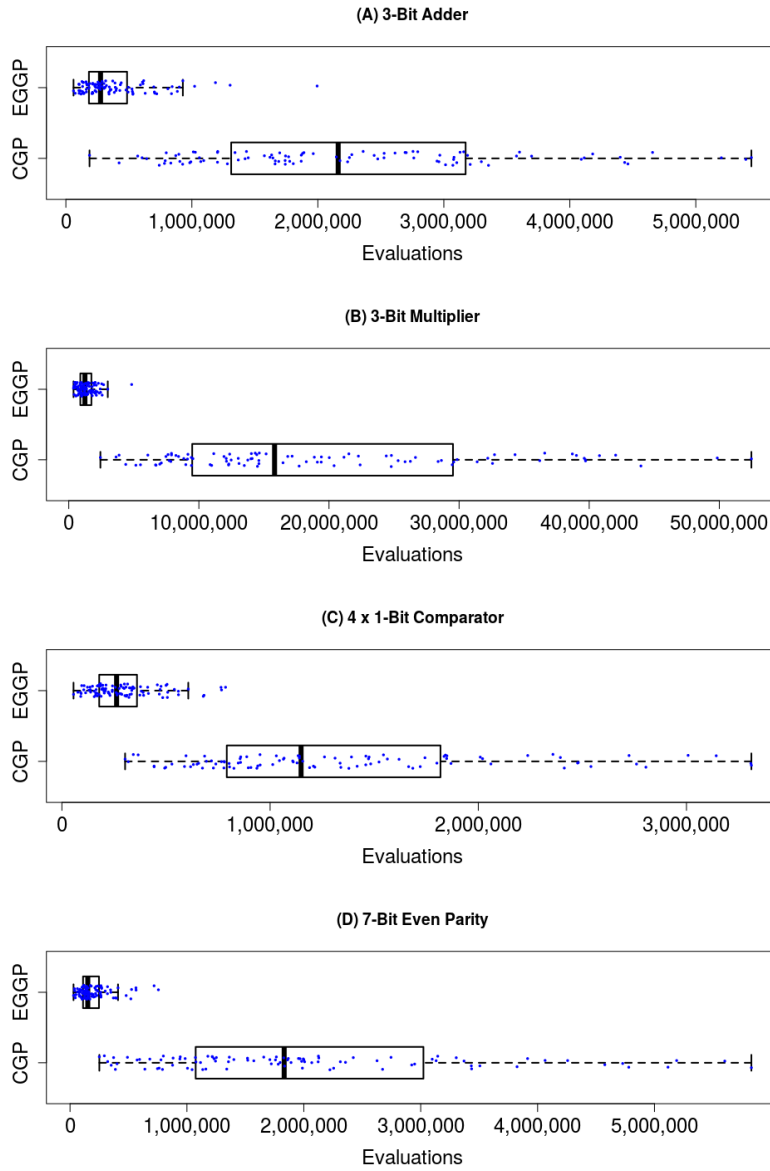 (A) 3-Bit Adder
EGGP
CGP
0 1,000,000 2,000,000 3,000,000 4,000,000 5,000,000
Evaluations
(B) 3-Bit Multiplier
EGGP
CGP
0 10,000,000 20,000,000 30,000,000 40,000,000 50,000,000
Evaluations
(C) 4 x 1-Bit Comparator
EGGP
CGP
0 1,000,000 2,000,000 3,000,000
Evaluations
(D) 7-Bit Even Parity
EGGP
CGP
0 1,000,000 2,000,000 3,000,000 4,000,000 5,000,000
Evaluations